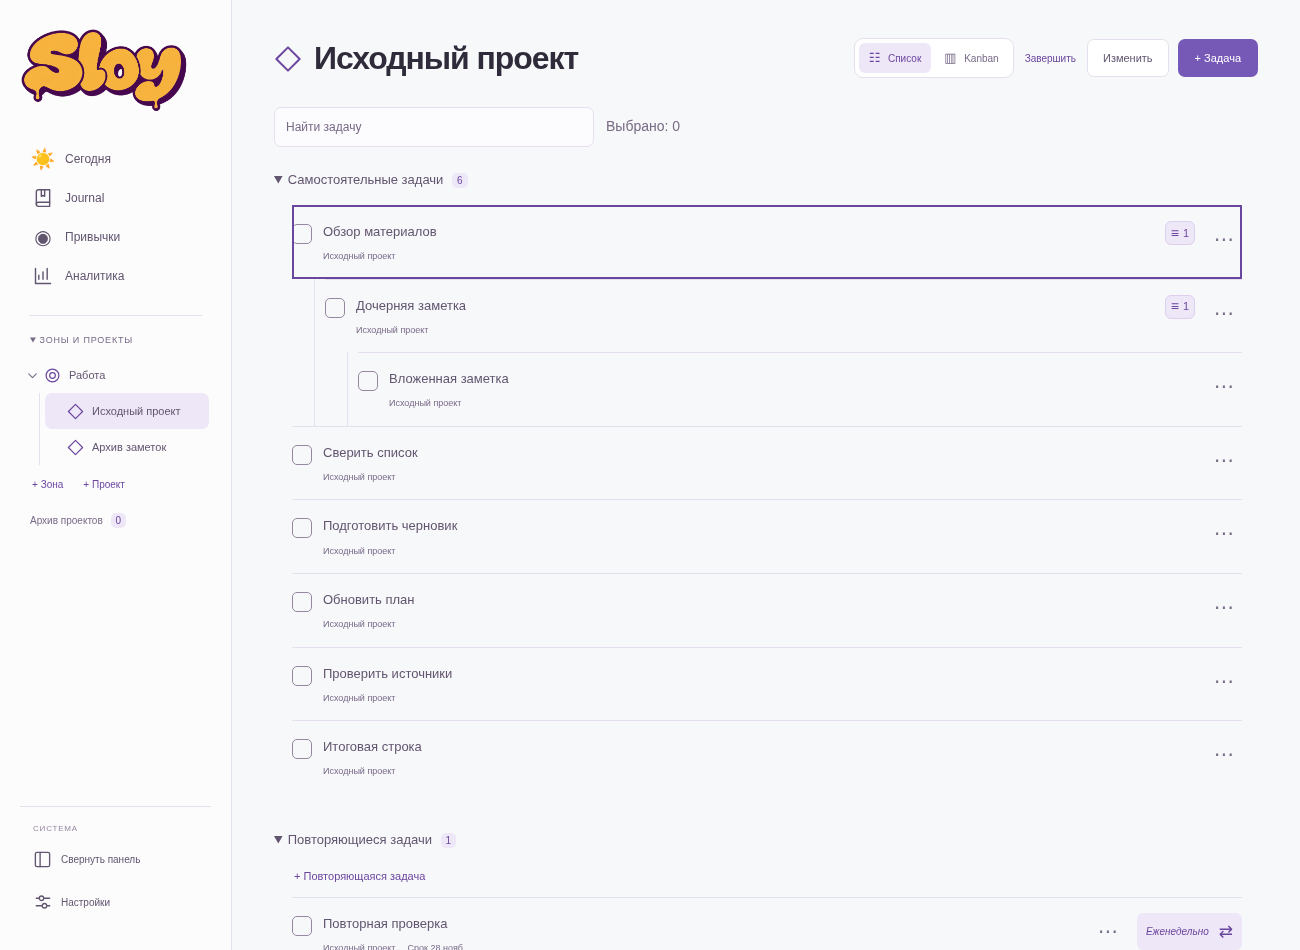 Sloy
Сегодня
Journal
Привычки
Аналитика
▾ ЗОНЫ И ПРОЕКТЫ
Работа
Исходный проект
Архив заметок
+ Зона + Проект
Архив проектов 0
СИСТЕМА
Свернуть панель
Настройки
Исходный проект
Список Kanban Завершить Изменить + Задача
Найти задачу Выбрано: 0
▼ Самостоятельные задачи 6
Обзор материалов ≡ 1 ...
Исходный проект
Дочерняя заметка ≡ 1 ...
Исходный проект
Вложенная заметка ...
Исходный проект
Сверить список ...
Исходный проект
Подготовить черновик ...
Исходный проект
Обновить план ...
Исходный проект
Проверить источники ...
Исходный проект
Итоговая строка ...
Исходный проект
▼ Повторяющиеся задачи 1
+ Повторяющаяся задача
Повторная проверка ... Еженедельно
Исходный проект Срок 28 нояб.